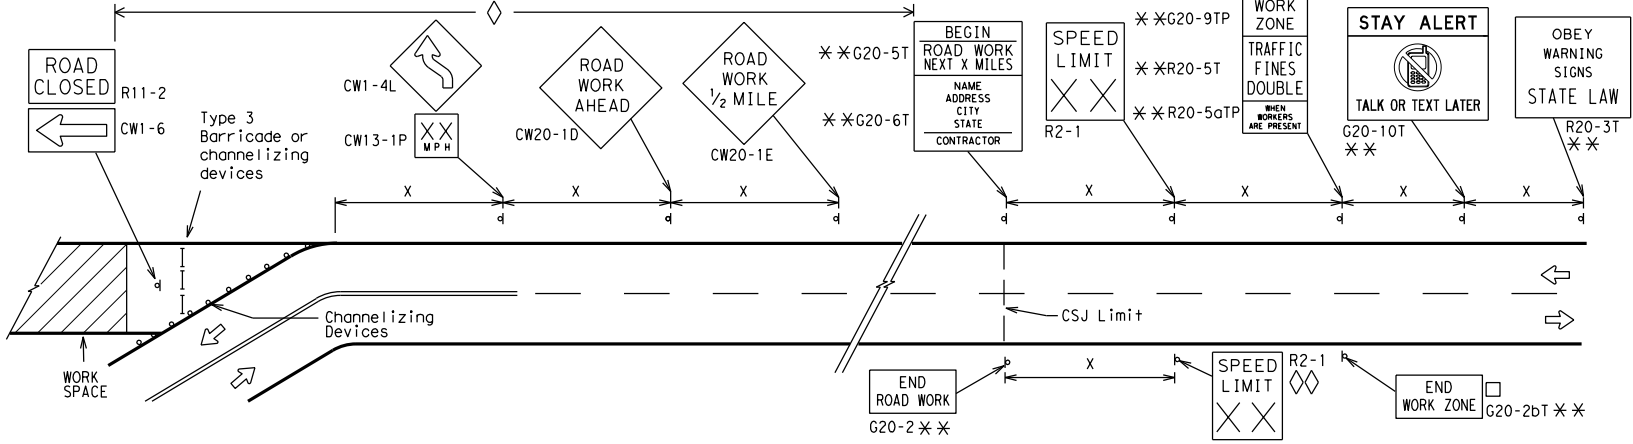 ROAD
CLOSED
R11-2
CW1-6
Type 3
Barricade or
channelizing
devices
CW1-4L
CW13-1P
X X
MPH
ROAD
WORK
AHEAD
CW20-1D
ROAD
WORK
1/2 MILE
CW20-1E
**G20-5T
**G20-6T
BEGIN
ROAD WORK
NEXT X MILES
NAME
ADDRESS
CITY
STATE
CONTRACTOR
SPEED
LIMIT
X X
R2-1
**G20-9TP
**R20-5T
**R20-5aTP
WORK
ZONE
TRAFFIC
FINES
DOUBLE
WHEN
WORKERS
ARE PRESENT
STAY ALERT
TALK OR TEXT LATER
G20-10T
**
OBEY
WARNING
SIGNS
STATE LAW
R20-3T
**
X
X
X
X
X
X
X
Channelizing
Devices
CSJ Limit
WORK
SPACE
END
ROAD WORK
G20-2 **
X
SPEED
LIMIT
X X
R2-1
END
WORK ZONE
G20-2bT **